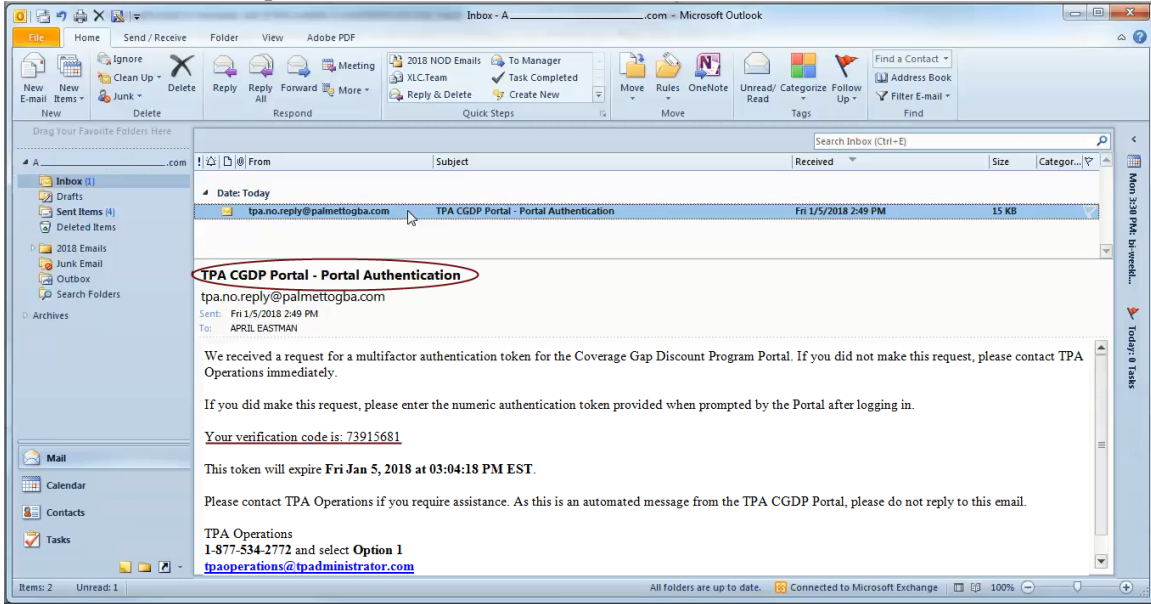 Inbox - A .com - Microsoft Outlook
File Home Send / Receive Folder View Adobe PDF
New E-mail
New Items
Ignore
Clean Up
Junk
Delete
Reply
Reply All
Forward
Meeting
More
2018 NOD Emails
XLC.Team
Reply & Delete
To Manager
Task Completed
Create New
Move
Rules
OneNote
Unread/ Read
Categorize
Follow Up
Find a Contact
Address Book
Filter E-mail
New Delete Respond Quick Steps Move Tags Find
Drag Your Favorite Folders Here
Search Inbox (Ctrl+E)
A .com
! From Subject Received Size Categor...
Inbox (1)
Drafts
Sent Items (4)
Deleted Items
2018 Emails
Junk Email
Outbox
Search Folders
Archives
Date: Today
tpa.no.reply@palmettogba.com TPA CGDP Portal - Portal Authentication Fri 1/5/2018 2:49 PM 15 KB
TPA CGDP Portal - Portal Authentication
tpa.no.reply@palmettogba.com
Sent: Fri 1/5/2018 2:49 PM
To: APRIL EASTMAN
We received a request for a multifactor authentication token for the Coverage Gap Discount Program Portal. If you did not make this request, please contact TPA
Operations immediately.
If you did make this request, please enter the numeric authentication token provided when prompted by the Portal after logging in.
Your verification code is: 73915681
This token will expire Fri Jan 5, 2018 at 03:04:18 PM EST.
Please contact TPA Operations if you require assistance. As this is an automated message from the TPA CGDP Portal, please do not reply to this email.
TPA Operations
1-877-534-2772 and select Option 1
tpaoperations@tpadministrator.com
Mail
Calendar
Contacts
Tasks
Mon 3:30 PM: bi-weekl...
Today: 0 Tasks
Items: 2 Unread: 1 All folders are up to date. Connected to Microsoft Exchange 100%